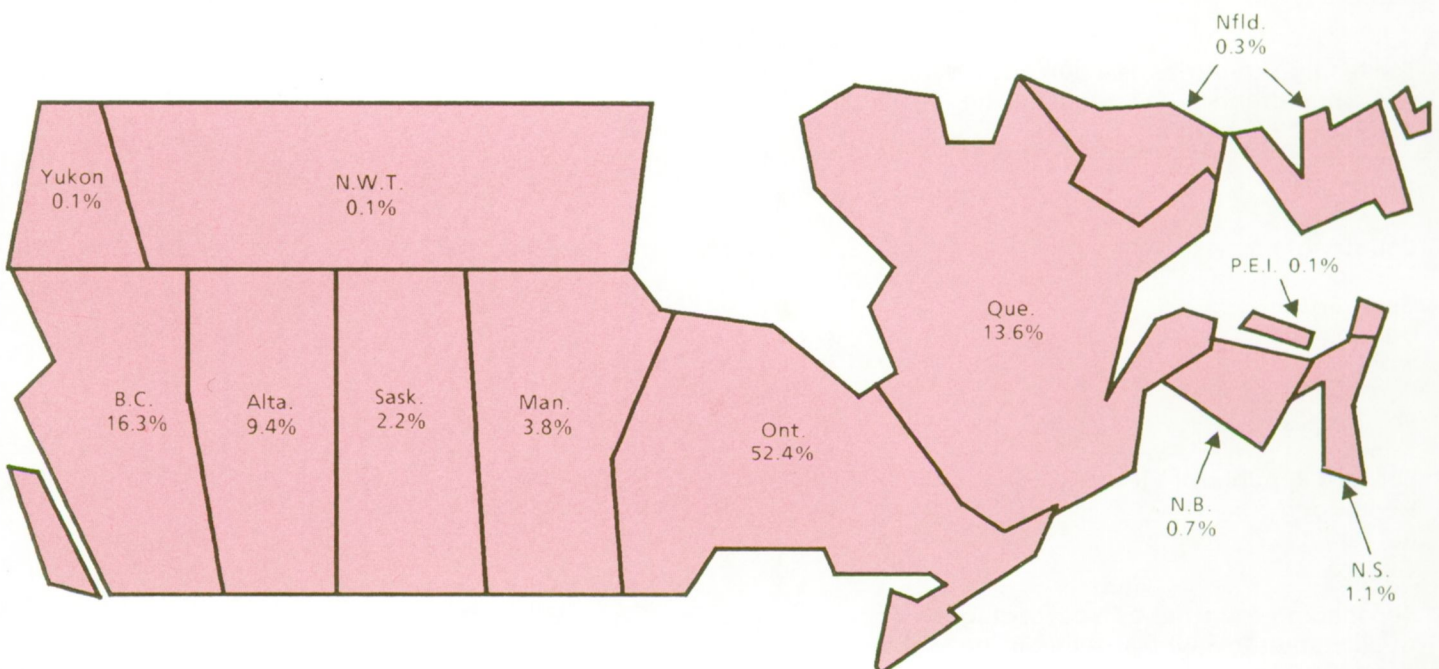 Nfld.
0.3%
Yukon
0.1%
N.W.T.
0.1%
P.E.I. 0.1%
Que.
13.6%
B.C.
16.3%
Alta.
9.4%
Sask.
2.2%
Man.
3.8%
Ont.
52.4%
N.B.
0.7%
N.S.
1.1%